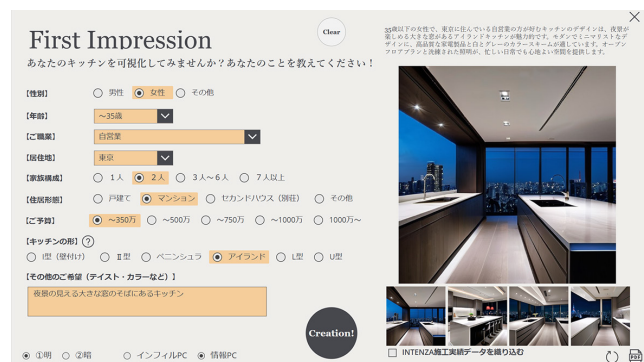 First Impression
Clear
あなたのキッチンを可視化してみませんか？あなたのことを教えてください！
【性別】
男性 女性 その他
【年齢】
～35歳
【ご職業】
自営業
【居住地】
東京
【家族構成】
1人 2人 3人～6人 7人以上
【住居形態】
戸建て マンション セカンドハウス（別荘） その他
【ご予算】
～350万 ～500万 ～750万 ～1000万 1000万～
【キッチンの形】?
I型（壁付け） Ⅱ型 ペニンシュラ アイランド L型 U型
【その他のご希望（テイスト・カラーなど）】
夜景の見える大きな窓のそばにあるキッチン
Creation!
①明 ②暗 インフィルPC 情報PC
35歳以下の女性で、東京に住んでいる自営業の方が好むキッチンのデザインは、夜景が
楽しめる大きな窓があるアイランドキッチンが魅力的です。モダンでミニマリストなデ
ザインに、高品質な家電製品と白とグレーのカラースキームが適しています。オープン
フロアプランと洗練された照明が、忙しい日常でも心地よい空間を提供します。
INTENZA施工実績データを織り込む
PDF